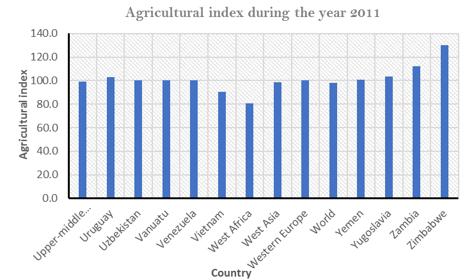 Agricultural index during the year 2011
Agricultural index
140.0
120.0
100.0
80.0
60.0
40.0
20.0
0.0
Upper-middle...
Uruguay
Uzbekistan
Vanuatu
Venezuela
Vietnam
West Africa
West Asia
Western Europe
World
Yemen
Yugoslavia
Zambia
Zimbabwe
Country